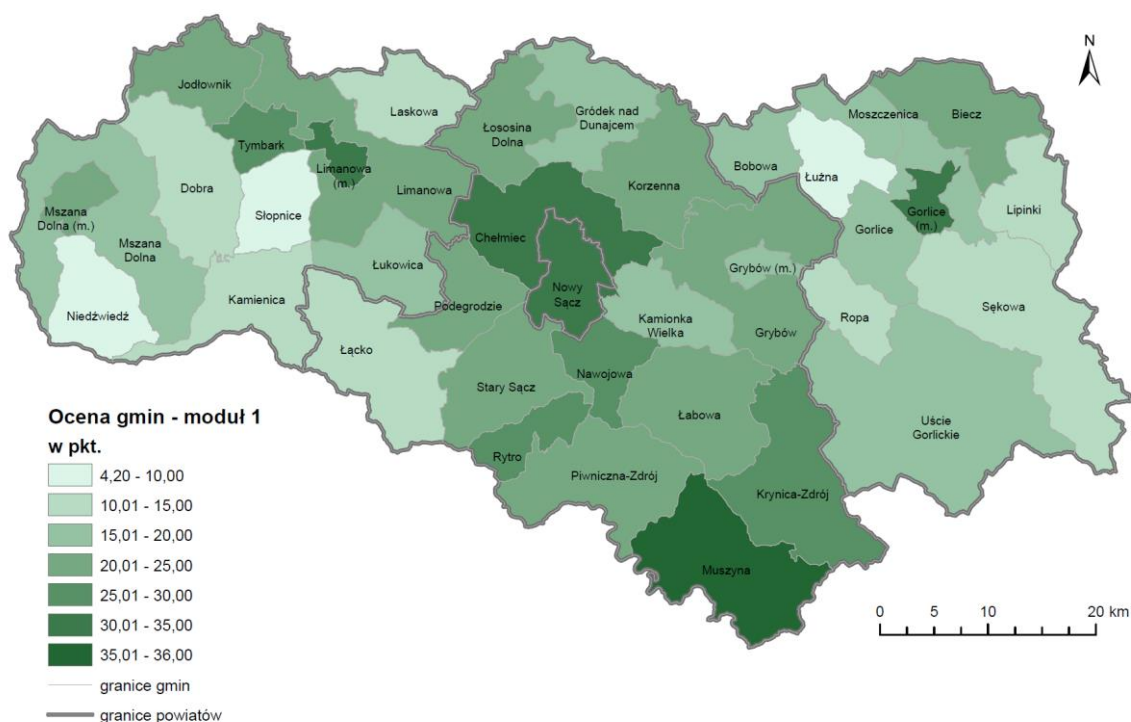 N
Jodłownik
Laskowa
Łososina
Dolna
Gródek nad
Dunajcem
Moszczenica
Biecz
Tymbark
Limanowa
(m.)
Limanowa
Korzenna
Bobowa
Łużna
Dobra
Słopnice
Mszana
Dolna (m.)
Mszana
Dolna
Gorlice
(m.)
Lipinki
Chełmiec
Gorlice
Łukowica
Grybów (m.)
Niedźwiedź
Kamienica
Podegrodzie
Nowy
Sącz
Kamionka
Wielka
Grybów
Ropa
Sękowa
Łącko
Stary Sącz
Nawojowa
Łabowa
Uście
Gorlickie
Rytro
Piwniczna-Zdrój
Krynica-Zdrój
Muszyna
Ocena gmin - moduł 1
w pkt.
4,20 - 10,00
10,01 - 15,00
15,01 - 20,00
20,01 - 25,00
25,01 - 30,00
30,01 - 35,00
35,01 - 36,00
granice gmin
granice powiatów
0 5 10 20 km